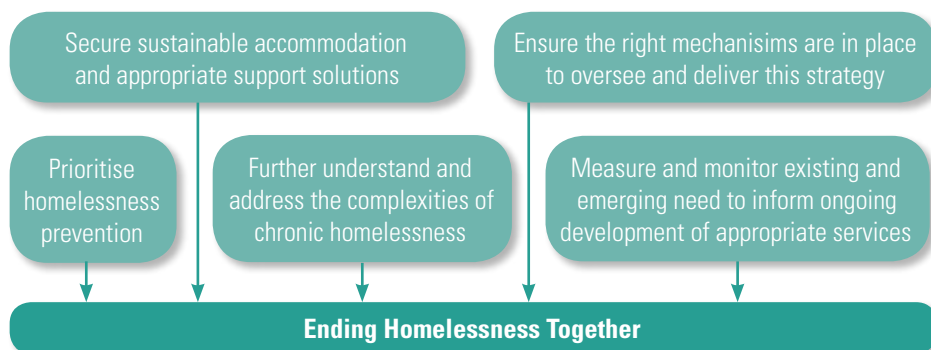 Secure sustainable accommodation
and appropriate support solutions
Ensure the right mechanisims are in place
to oversee and deliver this strategy
Prioritise
homelessness
prevention
Further understand and
address the complexities of
chronic homelessness
Measure and monitor existing and
emerging need to inform ongoing
development of appropriate services
Ending Homelessness Together